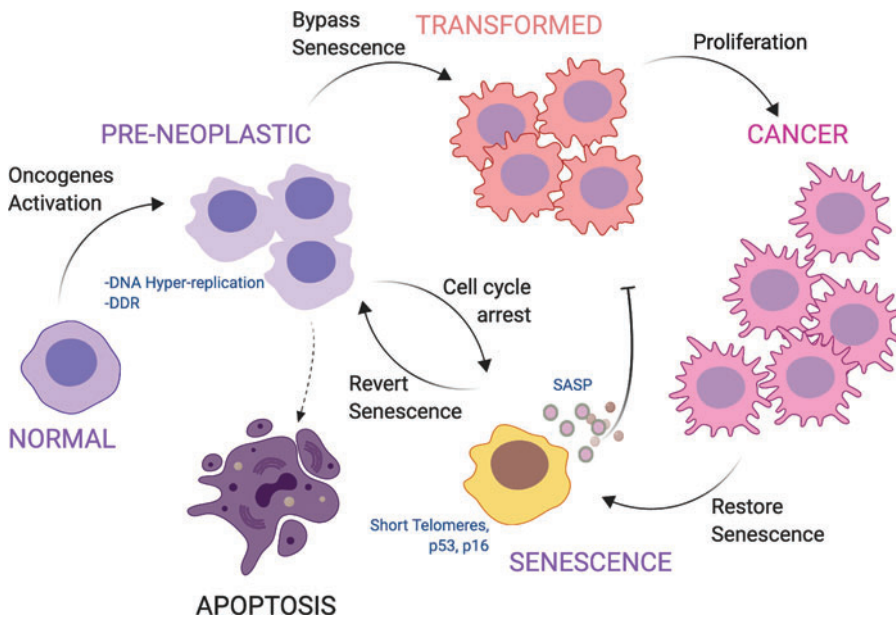 Bypass
Senescence
TRANSFORMED
Proliferation
PRE-NEOPLASTIC
CANCER
Oncogenes
Activation
-DNA Hyper-replication
-DDR
Cell cycle
arrest
Revert
Senescence
SASP
NORMAL
Short Telomeres,
p53, p16
SENESCENCE
Restore
Senescence
APOPTOSIS